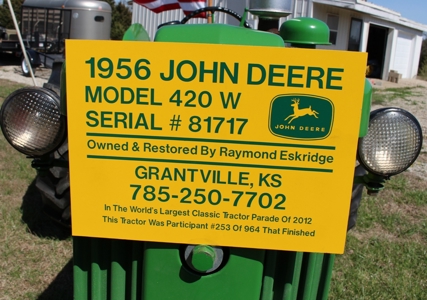 1956 JOHN DEERE
MODEL 420 W
SERIAL # 81717
JOHN DEERE
Owned & Restored By Raymond Eskridge
GRANTVILLE, KS
785-250-7702
In The World's Largest Classic Tractor Parade Of 2012
This Tractor Was Participant #253 Of 964 That Finished